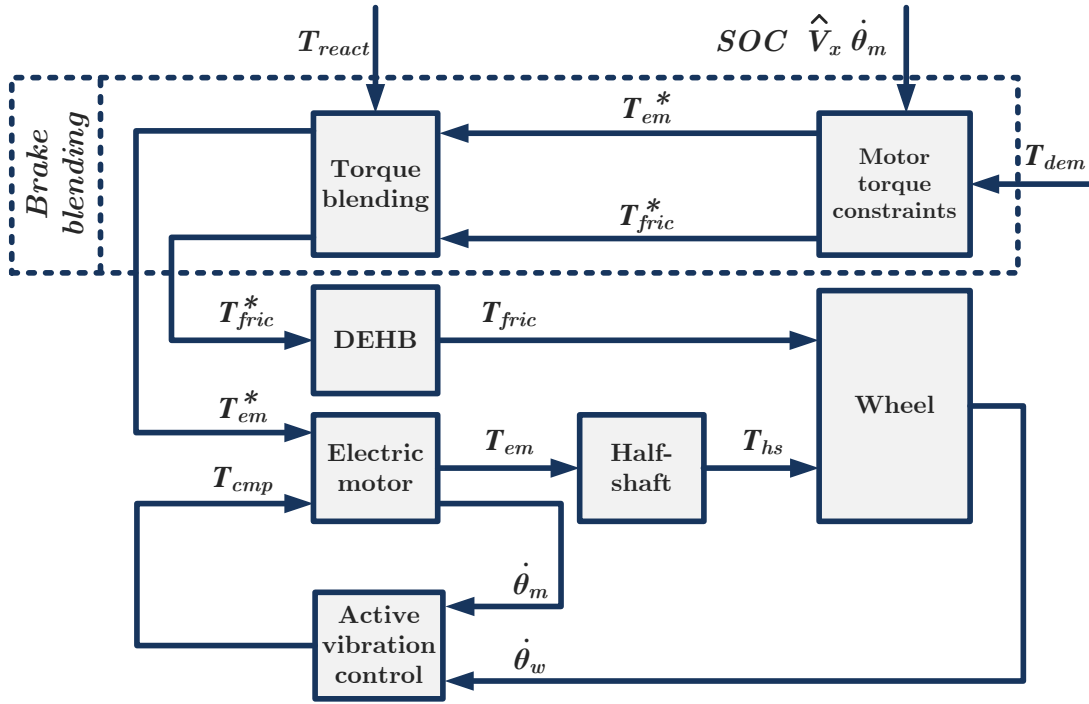 T_react
SOC V̂_x θ̇_m
Brake
blending
Torque
blending
T_em*
T*_fric
Motor
torque
constraints
T_dem
T*_fric
DEHB
T_fric
Wheel
T*_em
T_cmp
Electric
motor
T_em
Half-
shaft
T_hs
θ̇_m
Active
vibration
control
θ̇_w